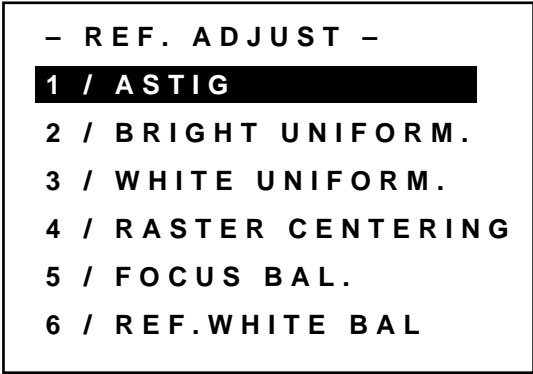 – REF. ADJUST –
1 / ASTIG
2 / BRIGHT UNIFORM.
3 / WHITE UNIFORM.
4 / RASTER CENTERING
5 / FOCUS BAL.
6 / REF.WHITE BAL